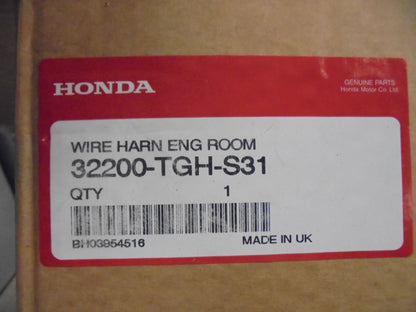 HONDA
GENUINE PARTS
Honda Motor Co. Ltd.
WIRE HARN ENG ROOM
32200-TGH-S31
QTY 1
BH03954516
MADE IN UK